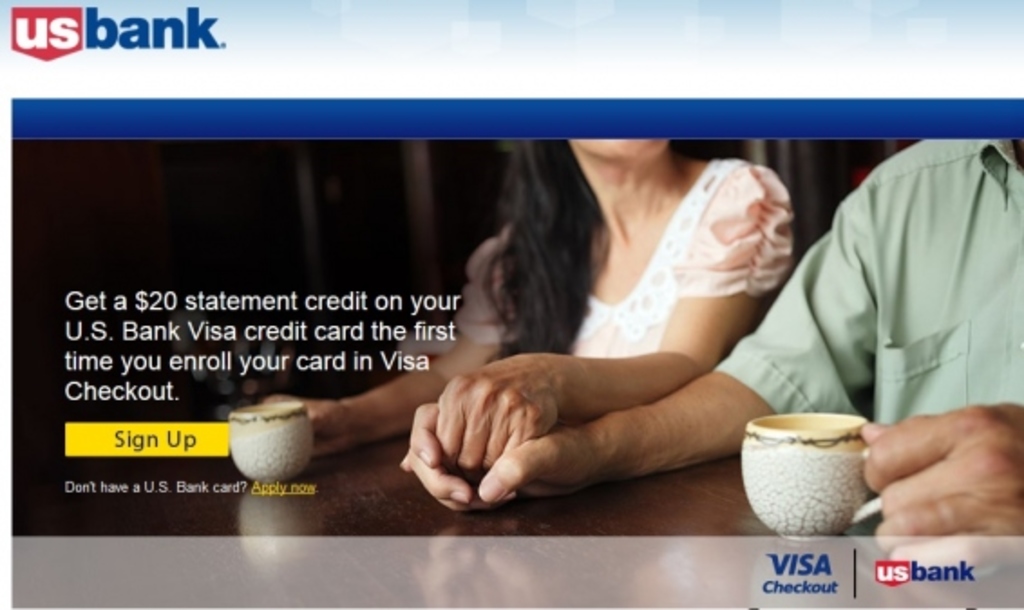 usbank.
Get a $20 statement credit on your
U.S. Bank Visa credit card the first
time you enroll your card in Visa
Checkout.
Sign Up
Don't have a U.S. Bank card? Apply now.
VISA
Checkout
usbank